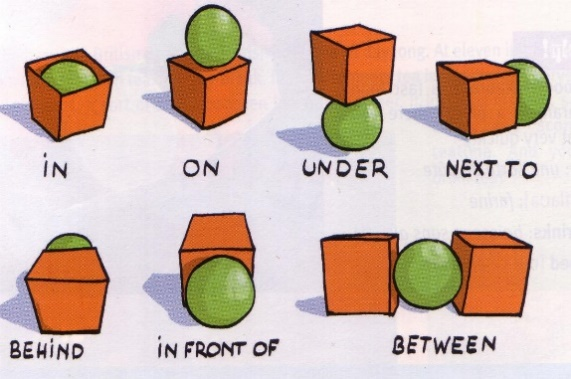 iN
ON
UNDER
NEXT TO
BEHiND
iN FRONT OF
BETWEEN